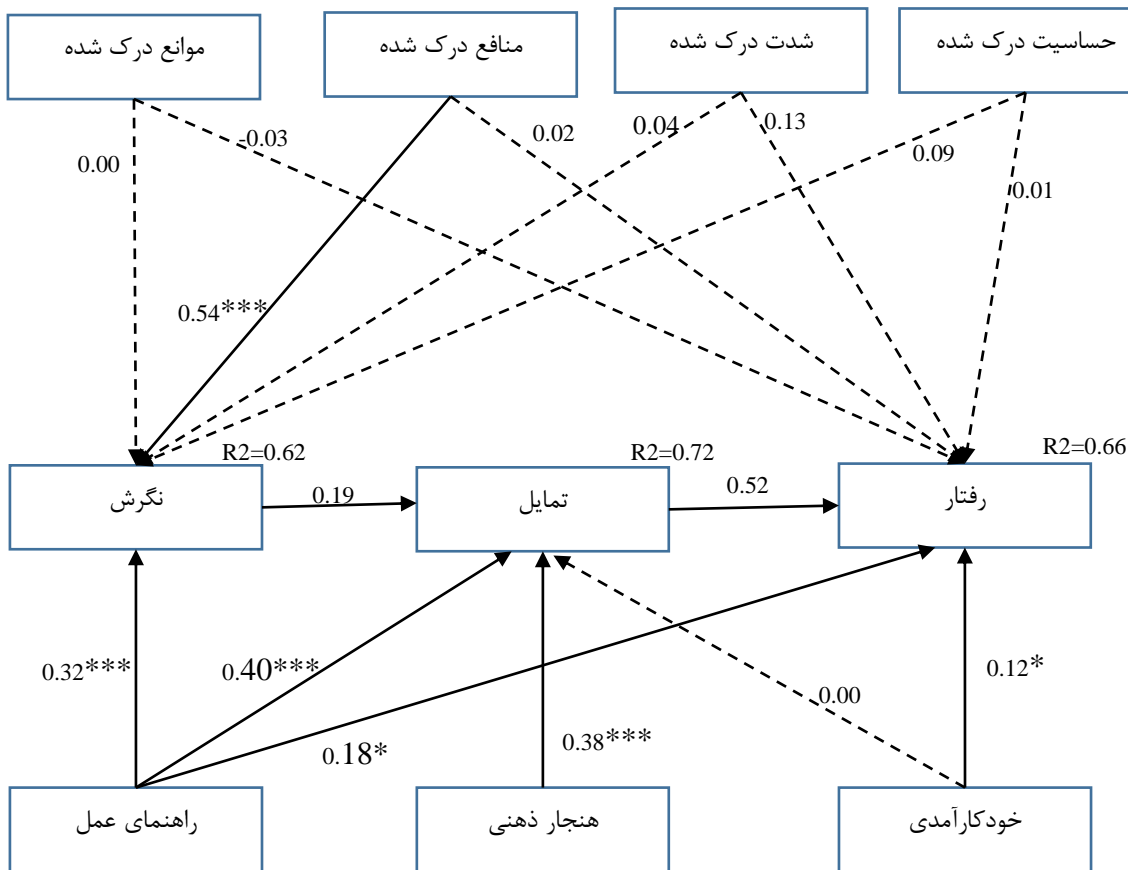 حساسیت درک شده
شدت درک شده
منافع درک شده
موانع درک شده
0.00
-0.03
0.02
0.04
0.13
0.09
0.01
0.54***
R2=0.62
R2=0.72
R2=0.66
رفتار
تمایل
نگرش
0.19
0.52
0.32***
0.40***
0.18*
0.38***
0.00
0.12*
خودکارآمدی
هنجار ذهنی
راهنمای عمل